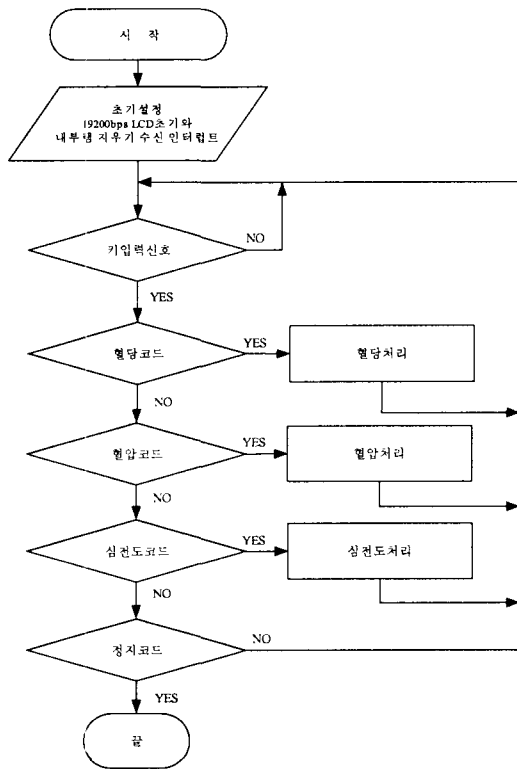 시 작
초기설정
19200bps LCD초기와
내부램 지우기 수신 인터럽트
키입력신호
NO
YES
혈당코드
YES
혈당처리
NO
혈압코드
YES
혈압처리
NO
심전도코드
YES
심전도처리
NO
정지코드
NO
YES
끝